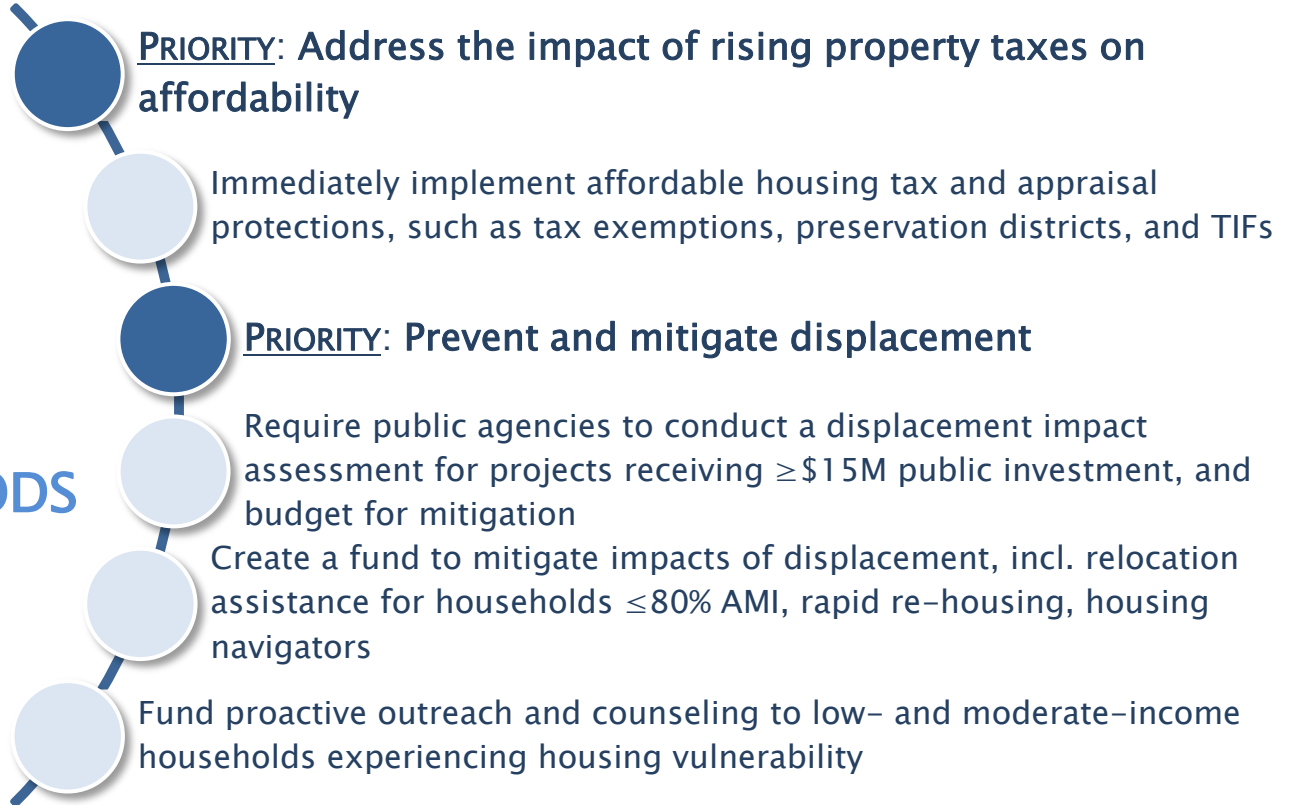 PRIORITY: Address the impact of rising property taxes on
affordability
Immediately implement affordable housing tax and appraisal
protections, such as tax exemptions, preservation districts, and TIFs
PRIORITY: Prevent and mitigate displacement
Require public agencies to conduct a displacement impact
assessment for projects receiving ≥$15M public investment, and
budget for mitigation
Create a fund to mitigate impacts of displacement, incl. relocation
assistance for households ≤80% AMI, rapid re-housing, housing
navigators
Fund proactive outreach and counseling to low- and moderate-income
households experiencing housing vulnerability